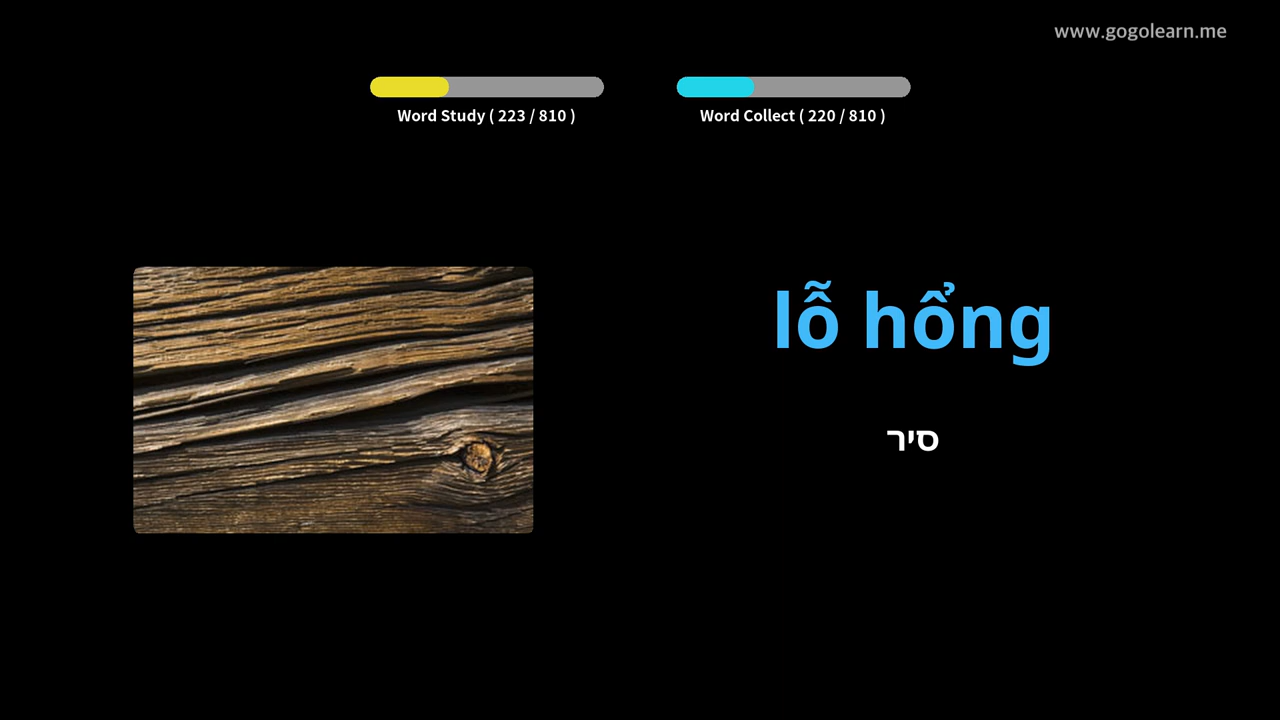 www.gogolearn.me
Word Study ( 223 / 810 )
Word Collect ( 220 / 810 )
lỗ hổng
סיר